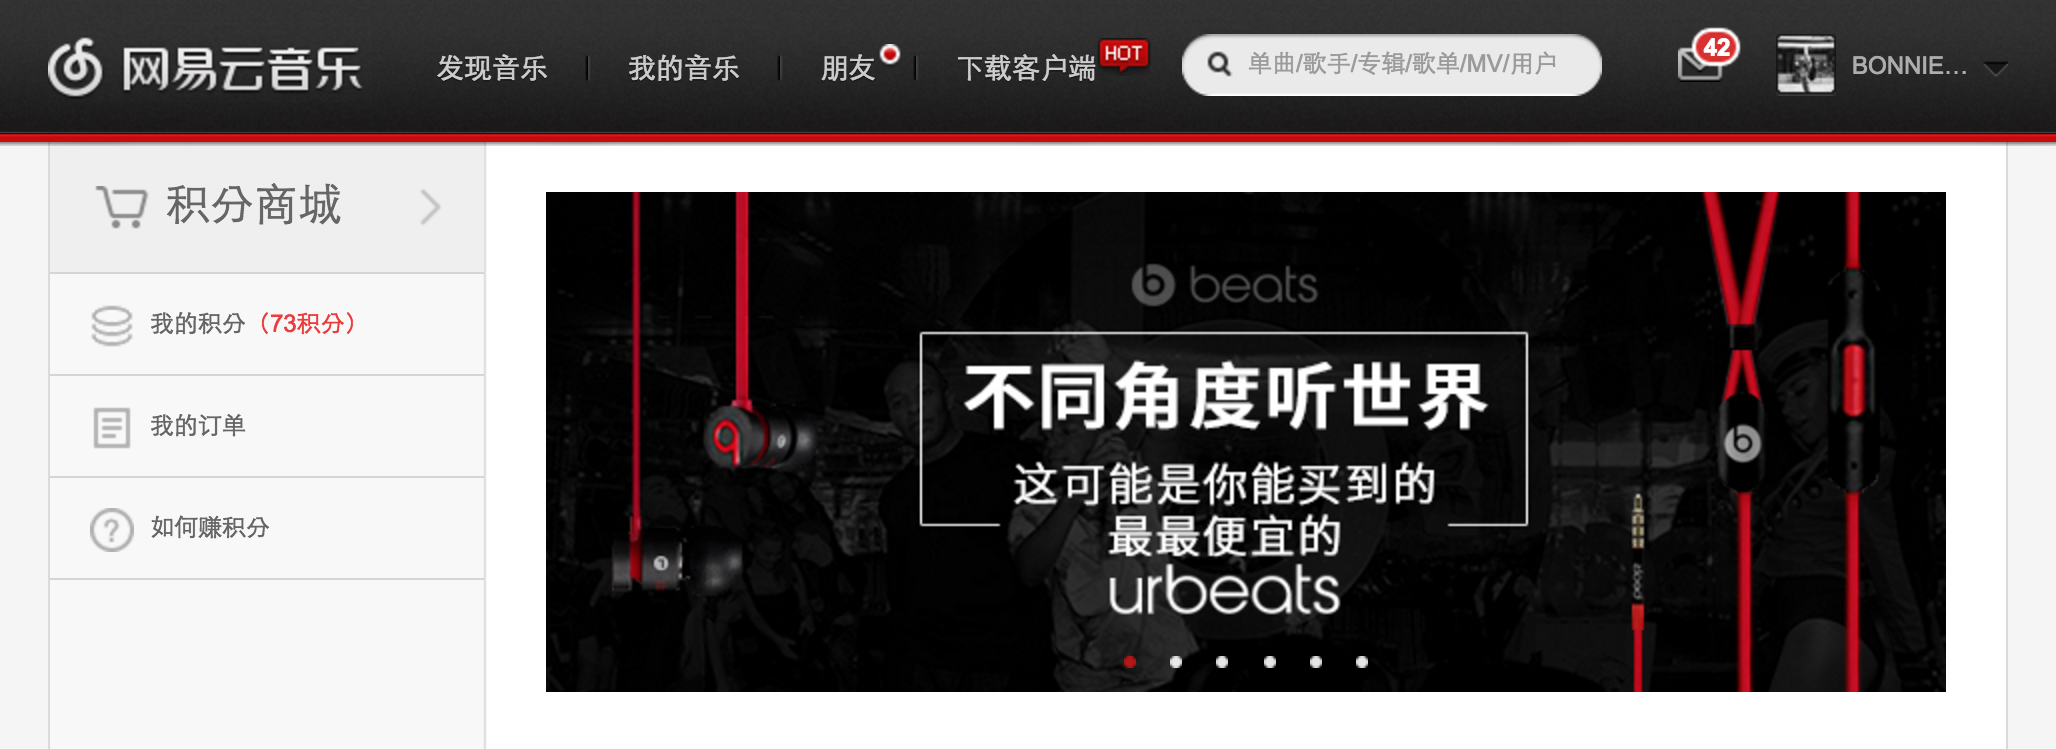 网易云音乐
发现音乐
我的音乐
朋友
下载客户端
HOT
单曲/歌手/专辑/歌单/MV/用户
42
BONNIE...
积分商城
我的积分（73积分）
我的订单
如何赚积分
beats
不同角度听世界
这可能是你能买到的
最最便宜的
urbeats